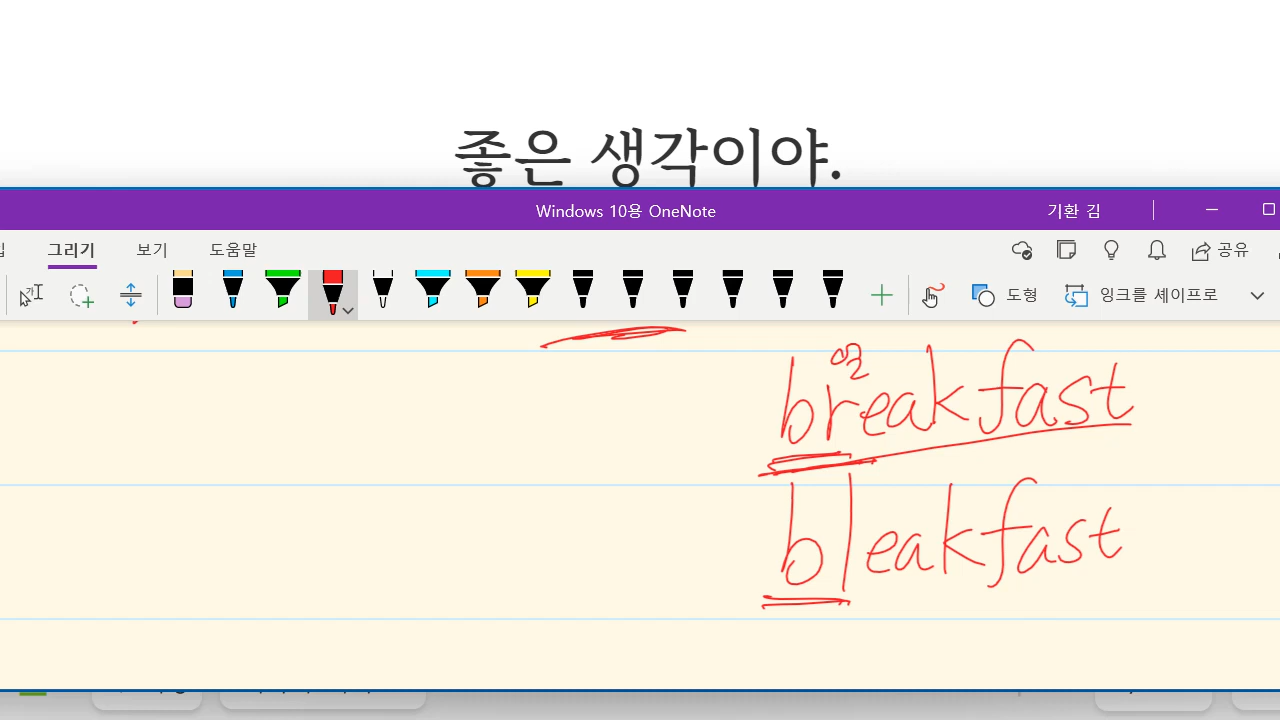 좋은 생각이야.
Windows 10용 OneNote
기환 김
그리기 보기 도움말 공유
도형 잉크를 셰이프로
breakfast
bleakfast